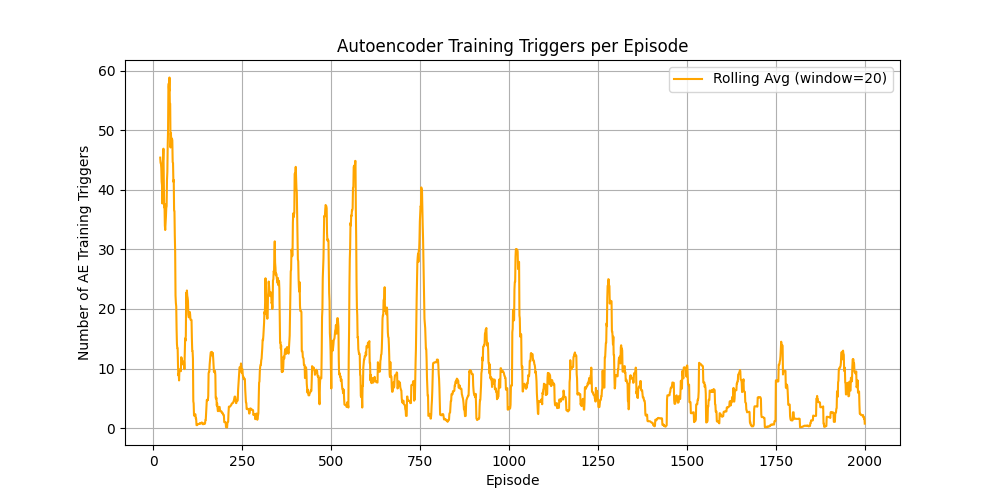 Autoencoder Training Triggers per Episode
Rolling Avg (window=20)
Number of AE Training Triggers
60
50
40
30
20
10
0
0 250 500 750 1000 1250 1500 1750 2000
Episode